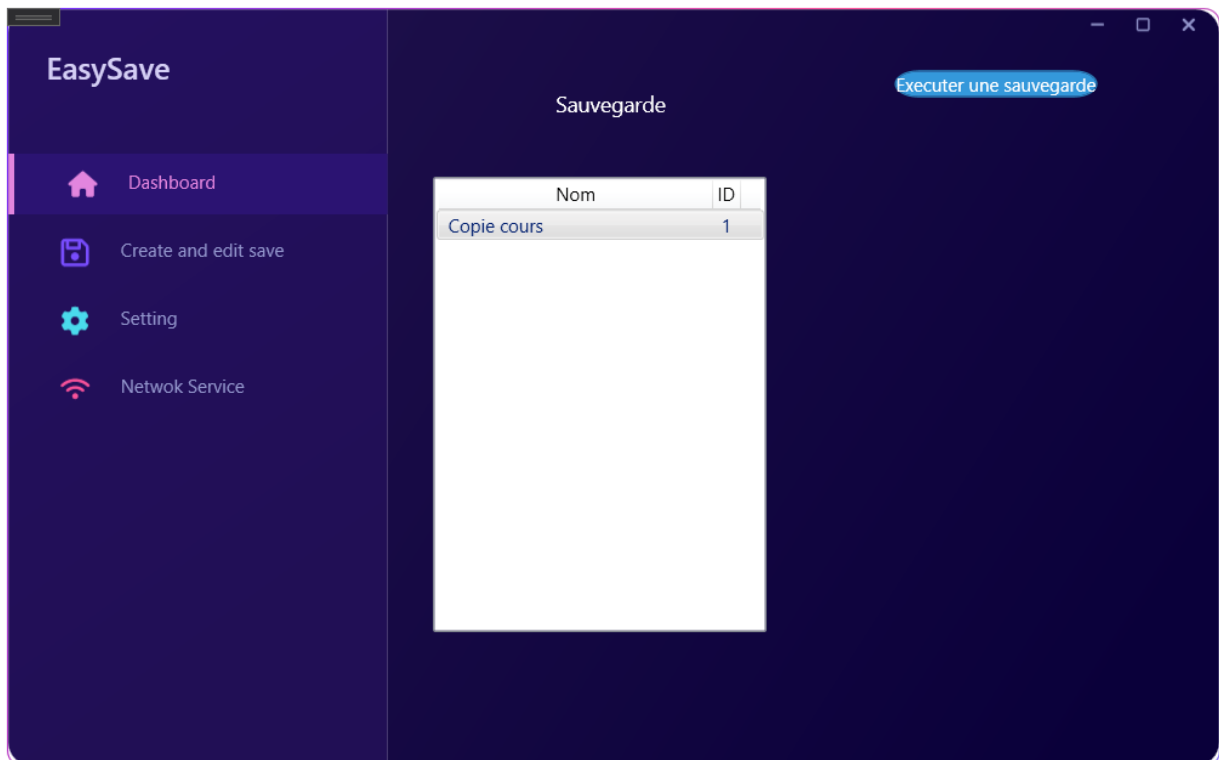 EasySave
Dashboard
Create and edit save
Setting
Netwok Service
Sauvegarde
Executer une sauvegarde
Nom ID
Copie cours 1